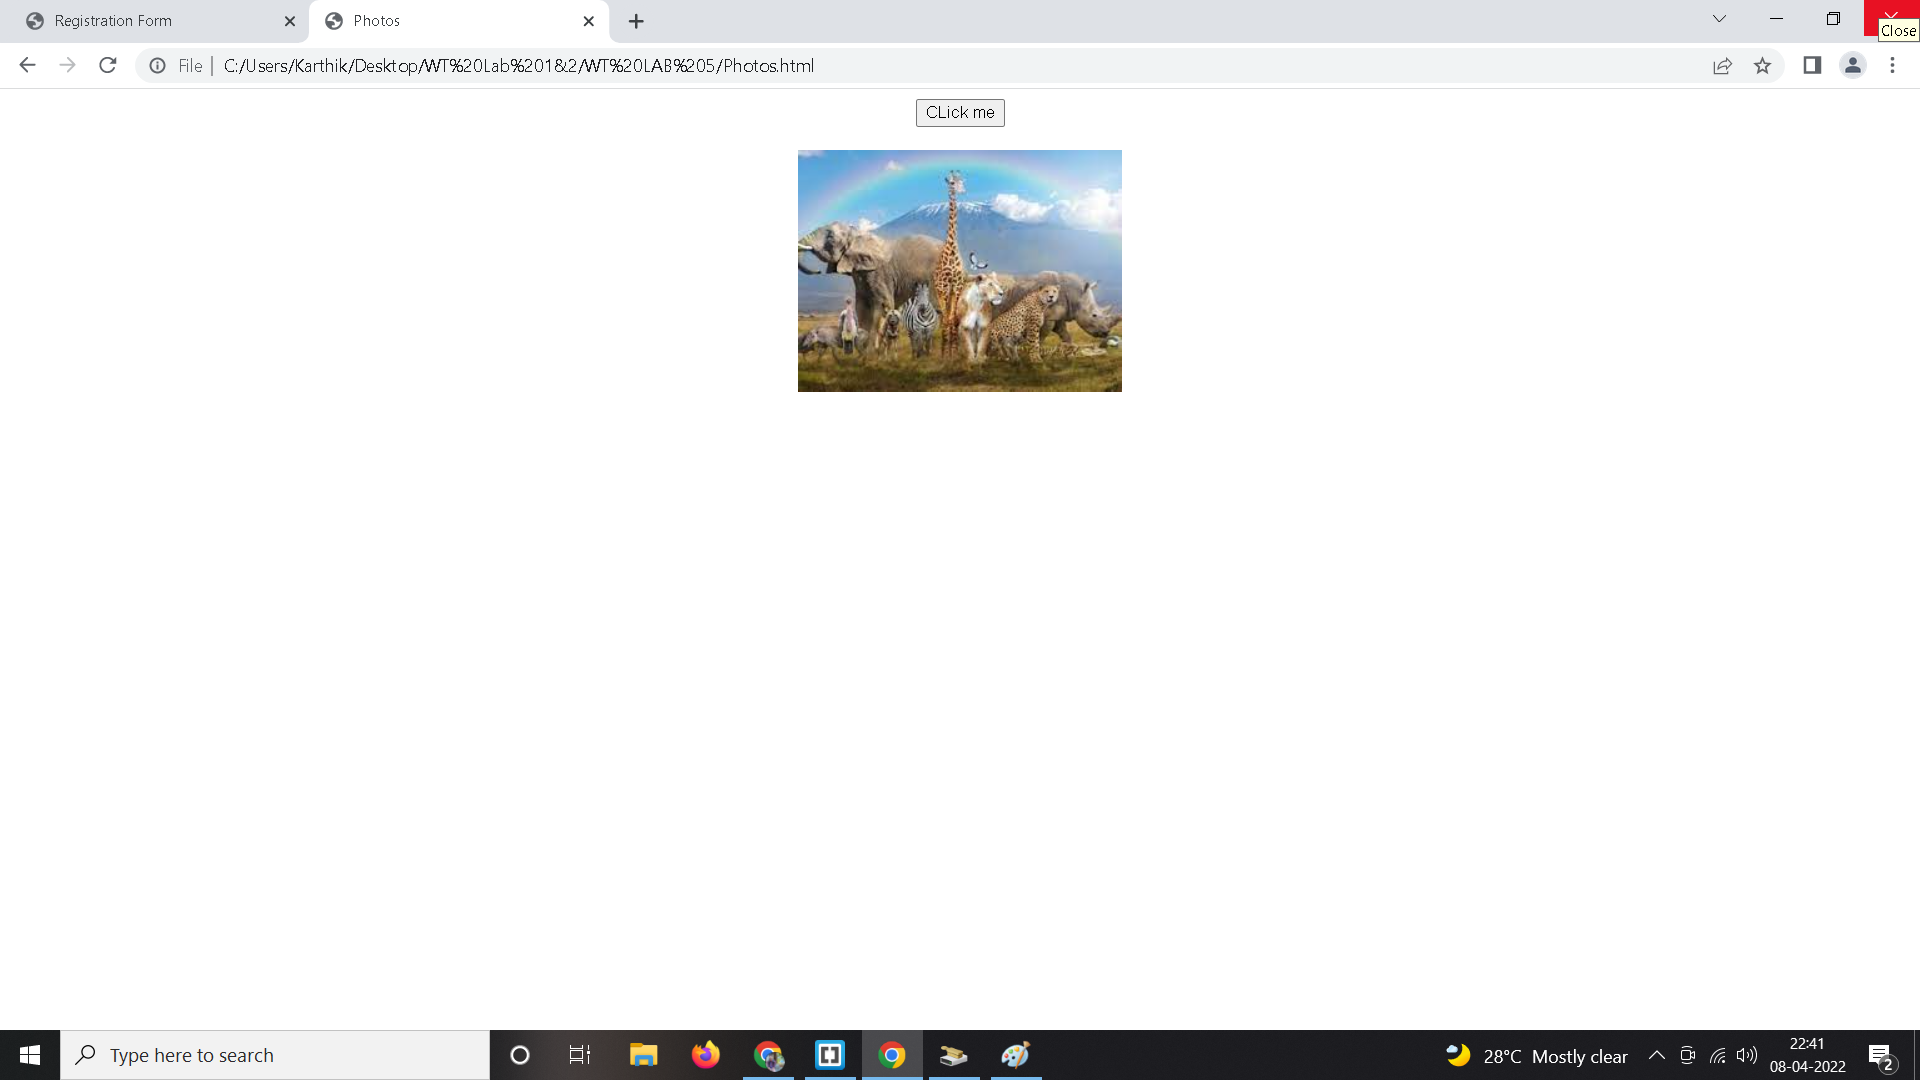 Registration Form
Photos
Close
File
C:/Users/Karthik/Desktop/WT%20Lab%201&2/WT%20LAB%205/Photos.html
CLick me
Type here to search
28°C Mostly clear
22:41
08-04-2022
2